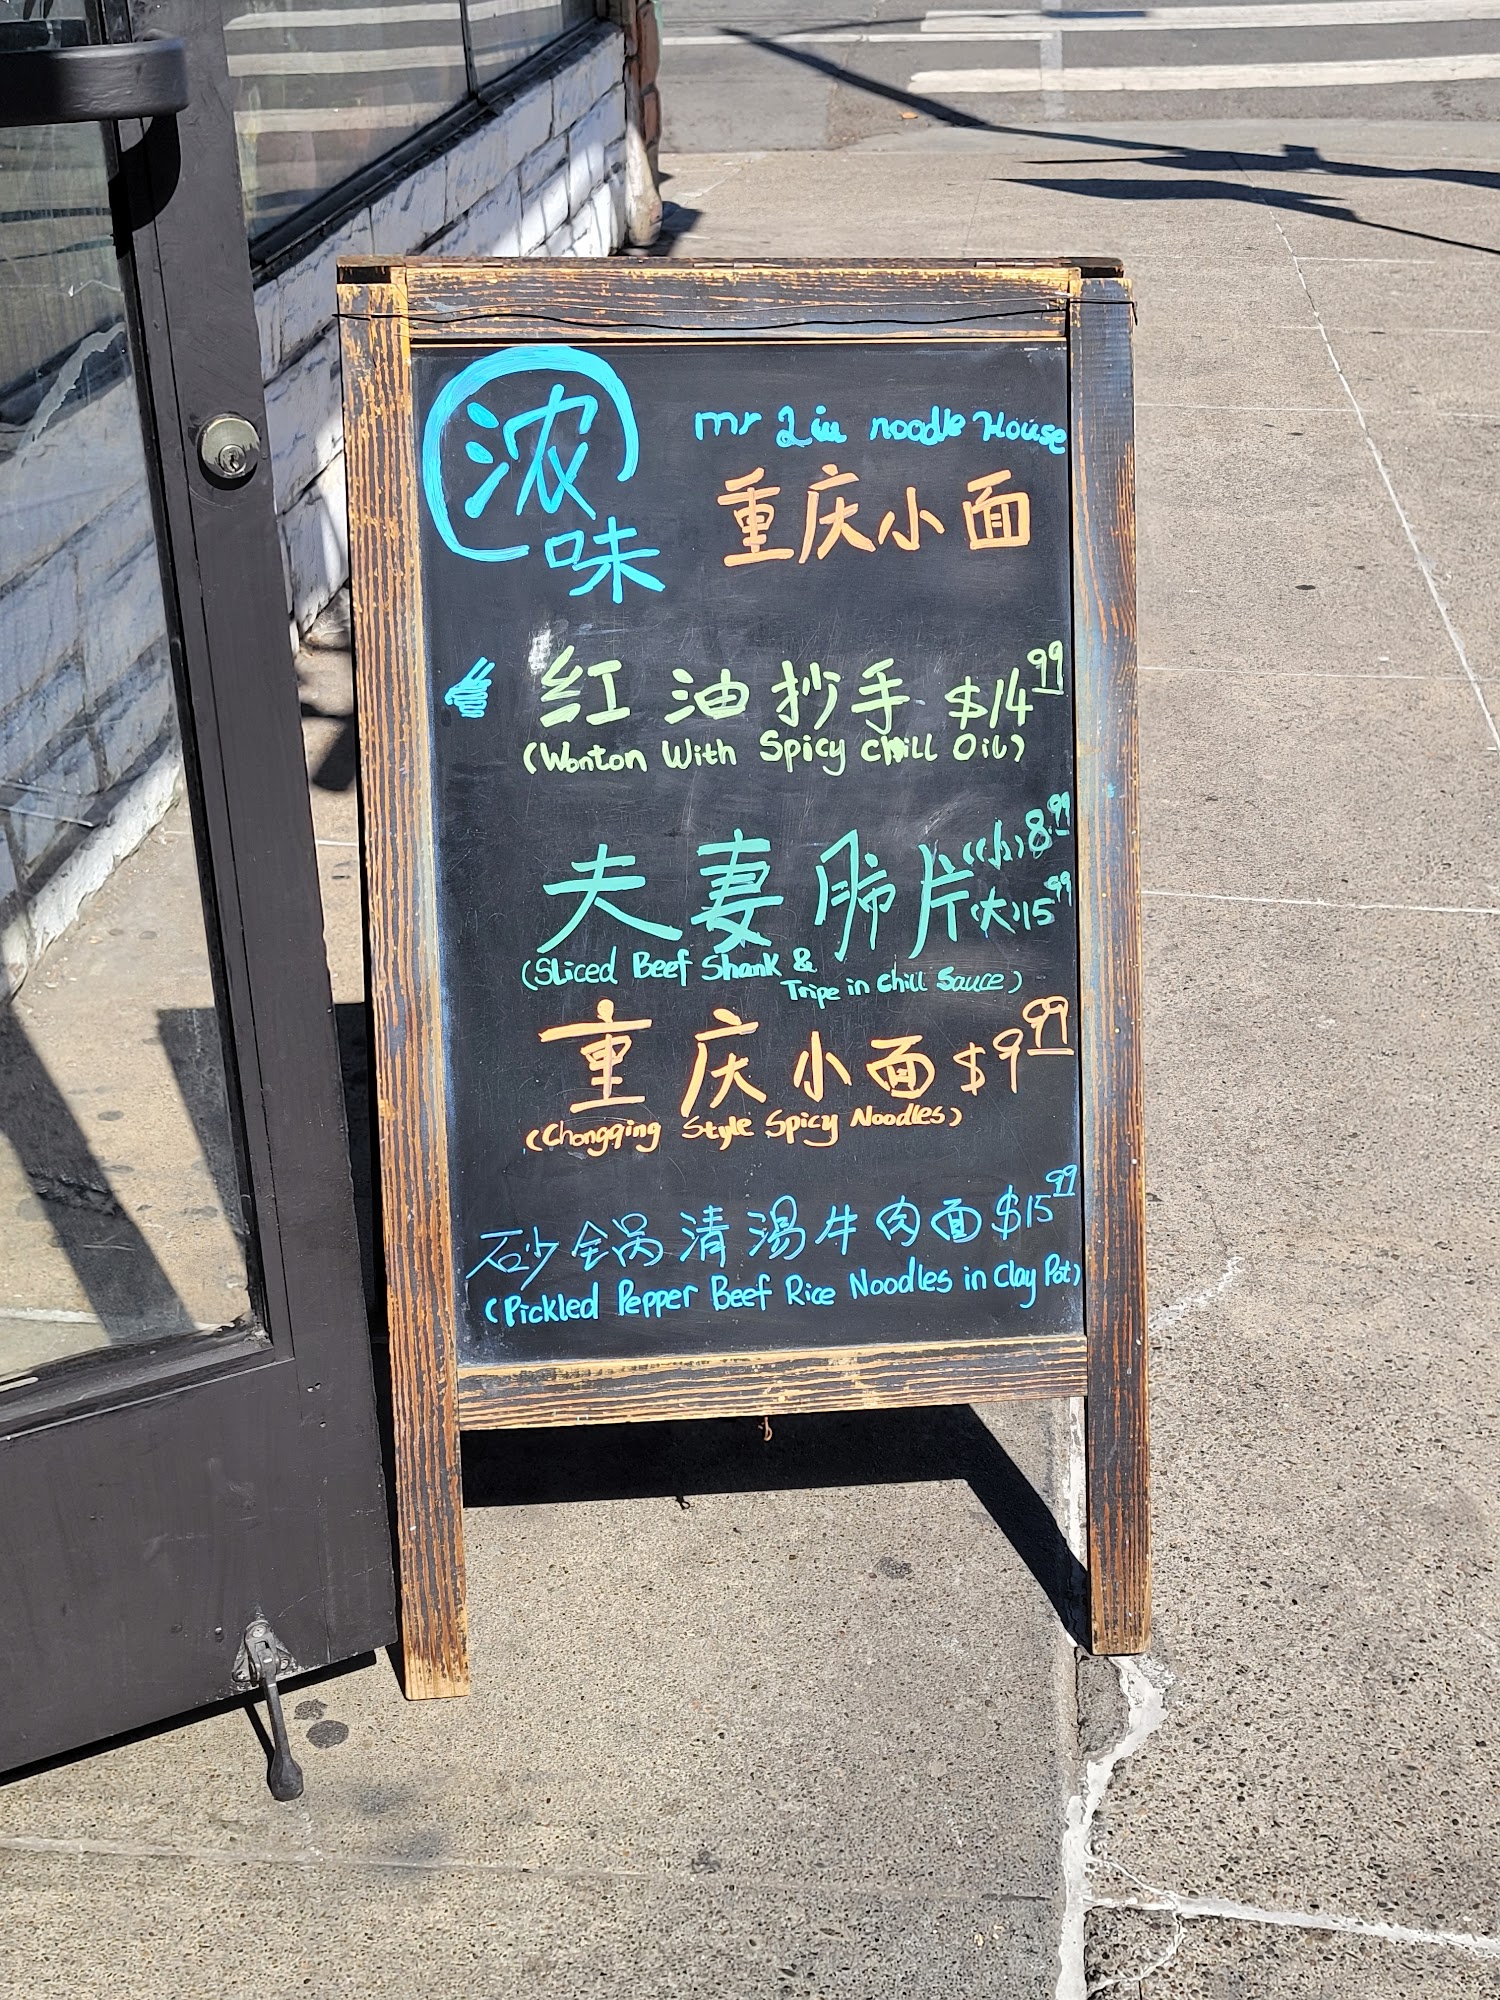 浓味
mr Liu noodle House
重庆小面
红油抄手 $14.99
(Wonton With Spicy Chill Oil)
夫妻肺片 (小) 8.99
(大) 15.99
(Sliced Beef Shank &
Tripe in Chill Sauce)
重庆小面 $9.99
(Chongqing Style Spicy Noodles)
砂锅清湯牛肉面 $15.99
(Pickled Pepper Beef Rice Noodles in Clay Pot)